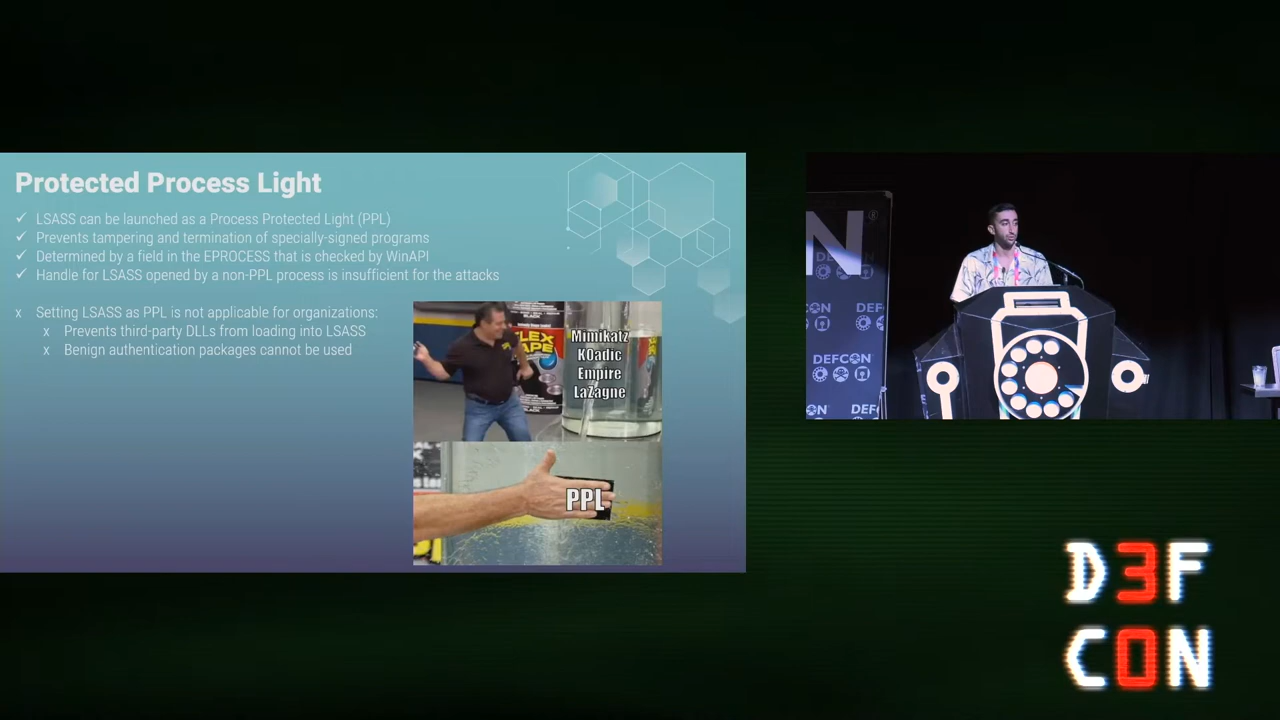 Protected Process Light
✓ LSASS can be launched as a Process Protected Light (PPL)
✓ Prevents tampering and termination of specially-signed programs
✓ Determined by a field in the EPROCESS that is checked by WinAPI
✓ Handle for LSASS opened by a non-PPL process is insufficient for the attacks
x Setting LSASS as PPL is not applicable for organizations:
x Prevents third-party DLLs from loading into LSASS
x Benign authentication packages cannot be used
FLEX
TAPE
Mimikatz
K0adic
Empire
LaZagne
PPL
N®
DEFCON
DEFCON
DEF
CON
DEF
D3F
C0N